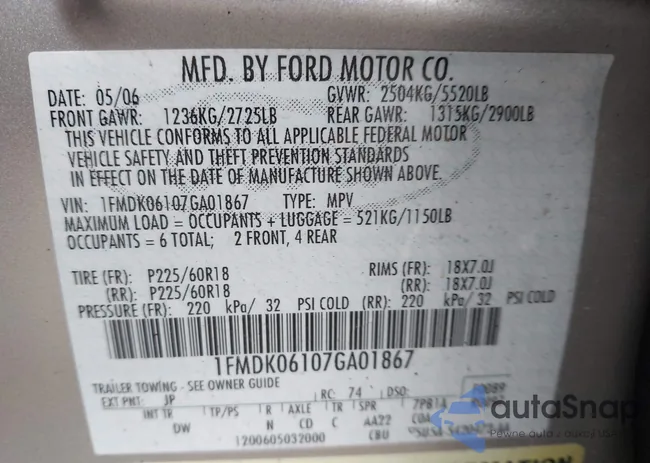 MFD. BY FORD MOTOR CO.
DATE: 05/06 GVWR: 2504KG/5520LB
FRONT GAWR: 1236KG/2725LB REAR GAWR: 1315KG/2900LB
THIS VEHICLE CONFORMS TO ALL APPLICABLE FEDERAL MOTOR
VEHICLE SAFETY AND THEFT PREVENTION STANDARDS
IN EFFECT ON THE DATE OF MANUFACTURE SHOWN ABOVE.
VIN: 1FMDK06107GA01867 TYPE: MPV
MAXIMUM LOAD = OCCUPANTS + LUGGAGE = 521KG/1150LB
OCCUPANTS = 6 TOTAL; 2 FRONT, 4 REAR
TIRE (FR): P225/60R18 RIMS (FR): 18X7.0J
(RR): P225/60R18 (RR): 18X7.0J
PRESSURE (FR): 220 kPa/ 32 PSI COLD (RR): 220 kPa/ 32 PSI COLD
1FMDK06107GA01867
TRAILER TOWING - SEE OWNER GUIDE
EXT PNT: JP RC: 74 DSO:
INT TR TP/PS R AXLE TR SPR
DW N CD C AA22
1200605032000 CBU
autaSnap
Pewne auta z aukcji USA